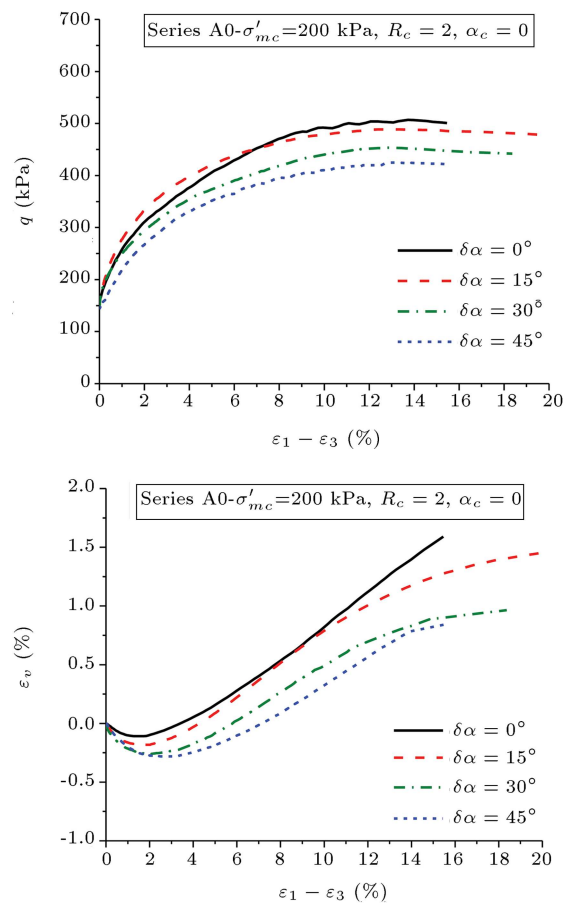 Series A0-σ′mc=200 kPa, Rc = 2, αc = 0
700
600
500
400
300
200
100
0
q (kPa)
δα = 0°
δα = 15°
δα = 30°
δα = 45°
0 2 4 6 8 10 12 14 16 18 20
ε1 − ε3 (%)
Series A0-σ′mc=200 kPa, Rc = 2, αc = 0
2.0
1.5
1.0
0.5
0.0
-0.5
-1.0
εv (%)
δα = 0°
δα = 15°
δα = 30°
δα = 45°
0 2 4 6 8 10 12 14 16 18 20
ε1 − ε3 (%)